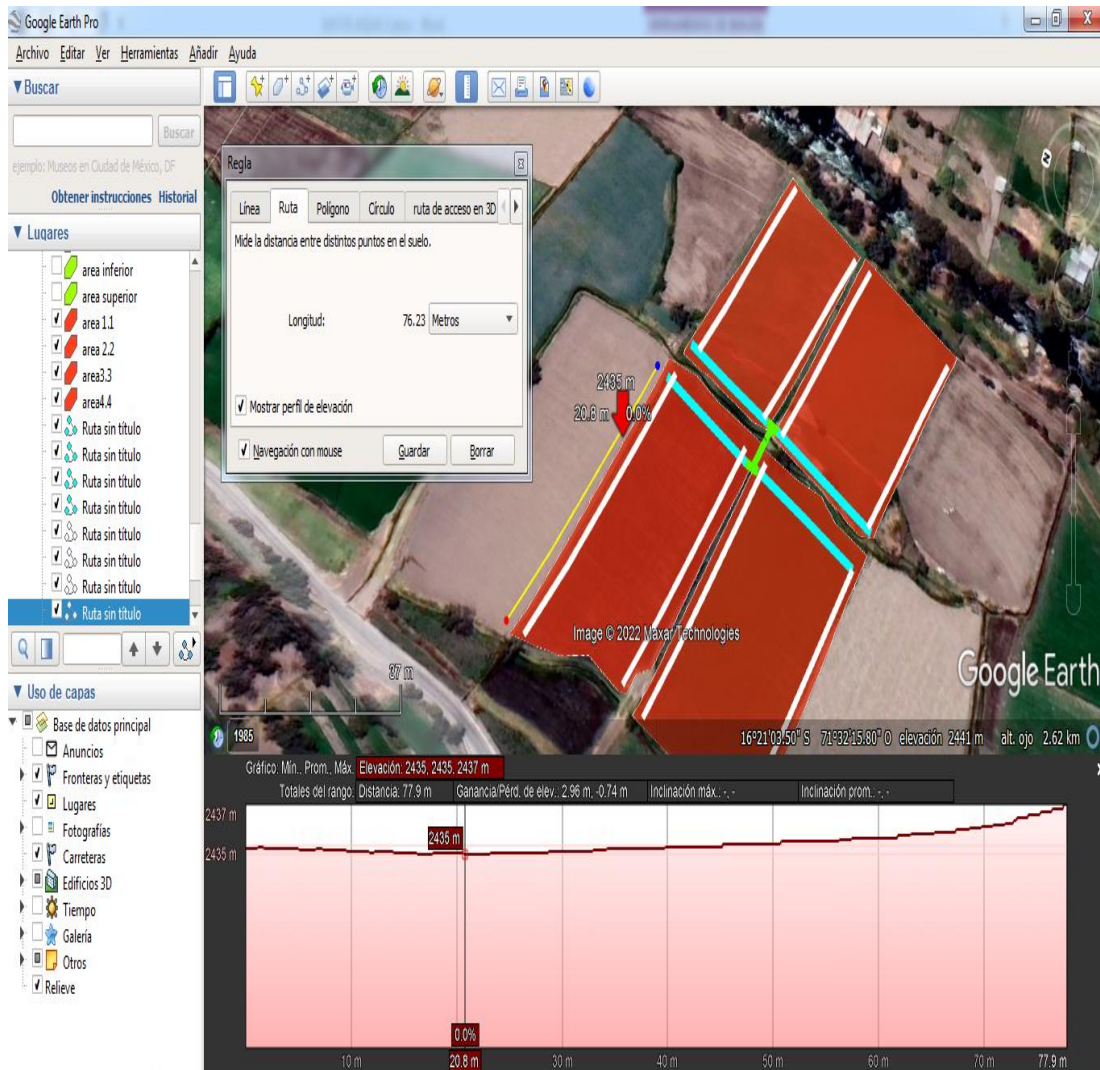 Google Earth Pro
Archivo Editar Ver Herramientas Añadir Ayuda
Buscar
Buscar
ejemplo: Museos en Ciudad de México, DF
Obtener instrucciones Historial
Lugares
area inferior
area superior
area 1.1
area 2.2
area3.3
area4.4
Ruta sin título
Ruta sin título
Ruta sin título
Ruta sin título
Ruta sin título
Ruta sin título
Ruta sin título
Ruta sin título
Uso de capas
Base de datos principal
Anuncios
Fronteras y etiquetas
Lugares
Fotografías
Carreteras
Edificios 3D
Tiempo
Galería
Otros
Relieve
Regla
Línea Ruta Polígono Círculo ruta de acceso en 3D
Mide la distancia entre distintos puntos en el suelo.
Longitud: 76.23 Metros
Mostrar perfil de elevación
Navegación con mouse Guardar Borrar
N
2435 m
20.8 m 0.0%
Image © 2022 Maxar Technologies
Google Earth
37 m
1985
16°21'03.50" S 71°32'15.80" O elevación 2441 m alt. ojo 2.62 km
Gráfico: Mín., Prom., Máx. Elevación: 2435, 2435, 2437 m
Totales del rango: Distancia: 77.9 m Ganancia/Pérd. de elev.: 2.96 m, -0.74 m Inclinación máx.: -, - Inclinación prom.: -, -
2437 m
2435 m
2435 m
0.0%
10 m 20.8 m 30 m 40 m 50 m 60 m 70 m 77.9 m